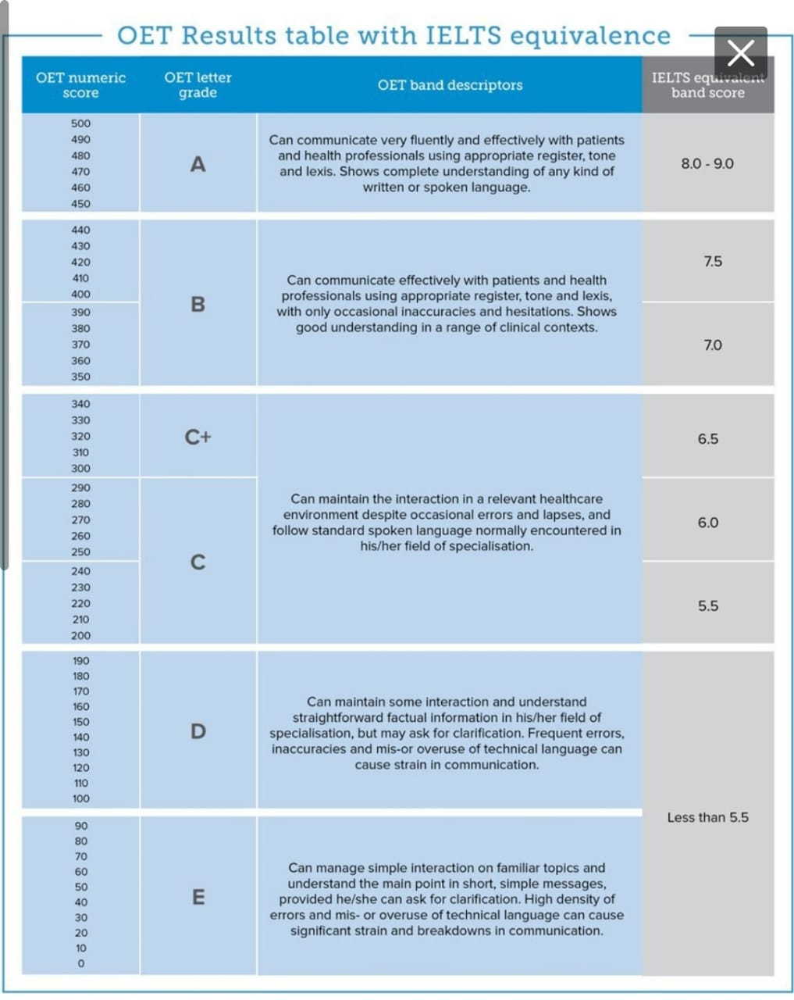 OET Results table with IELTS equivalence
OET numeric
score
OET letter
grade
OET band descriptors
IELTS equivalent
band score
500
490
480
470
460
450
A
Can communicate very fluently and effectively with patients
and health professionals using appropriate register, tone
and lexis. Shows complete understanding of any kind of
written or spoken language.
8.0 - 9.0
440
430
420
410
400
390
380
370
360
350
B
Can communicate effectively with patients and health
professionals using appropriate register, tone and lexis,
with only occasional inaccuracies and hesitations. Shows
good understanding in a range of clinical contexts.
7.5
7.0
340
330
320
310
300
C+
290
280
270
260
250
240
230
220
210
200
C
Can maintain the interaction in a relevant healthcare
environment despite occasional errors and lapses, and
follow standard spoken language normally encountered in
his/her field of specialisation.
6.5
6.0
5.5
190
180
170
160
150
140
130
120
110
100
D
Can maintain some interaction and understand
straightforward factual information in his/her field of
specialisation, but may ask for clarification. Frequent errors,
inaccuracies and mis-or overuse of technical language can
cause strain in communication.
Less than 5.5
90
80
70
60
50
40
30
20
10
0
E
Can manage simple interaction on familiar topics and
understand the main point in short, simple messages,
provided he/she can ask for clarification. High density of
errors and mis- or overuse of technical language can cause
significant strain and breakdowns in communication.